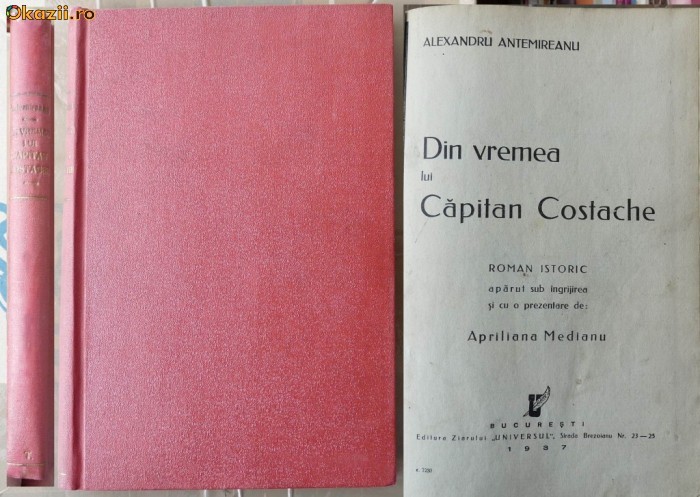 Okazii.ro
LUI
ALEXANDRU ANTEMIREANU
Din vremea
lui
Căpitan Costache
ROMAN ISTORIC
apărut sub îngrijirea
și cu o prezentare de:
Apriliana Medianu
BUCUREȘTI
Editura Ziarului „UNIVERSUL", Strada Brezoianu Nr. 23—25
1937